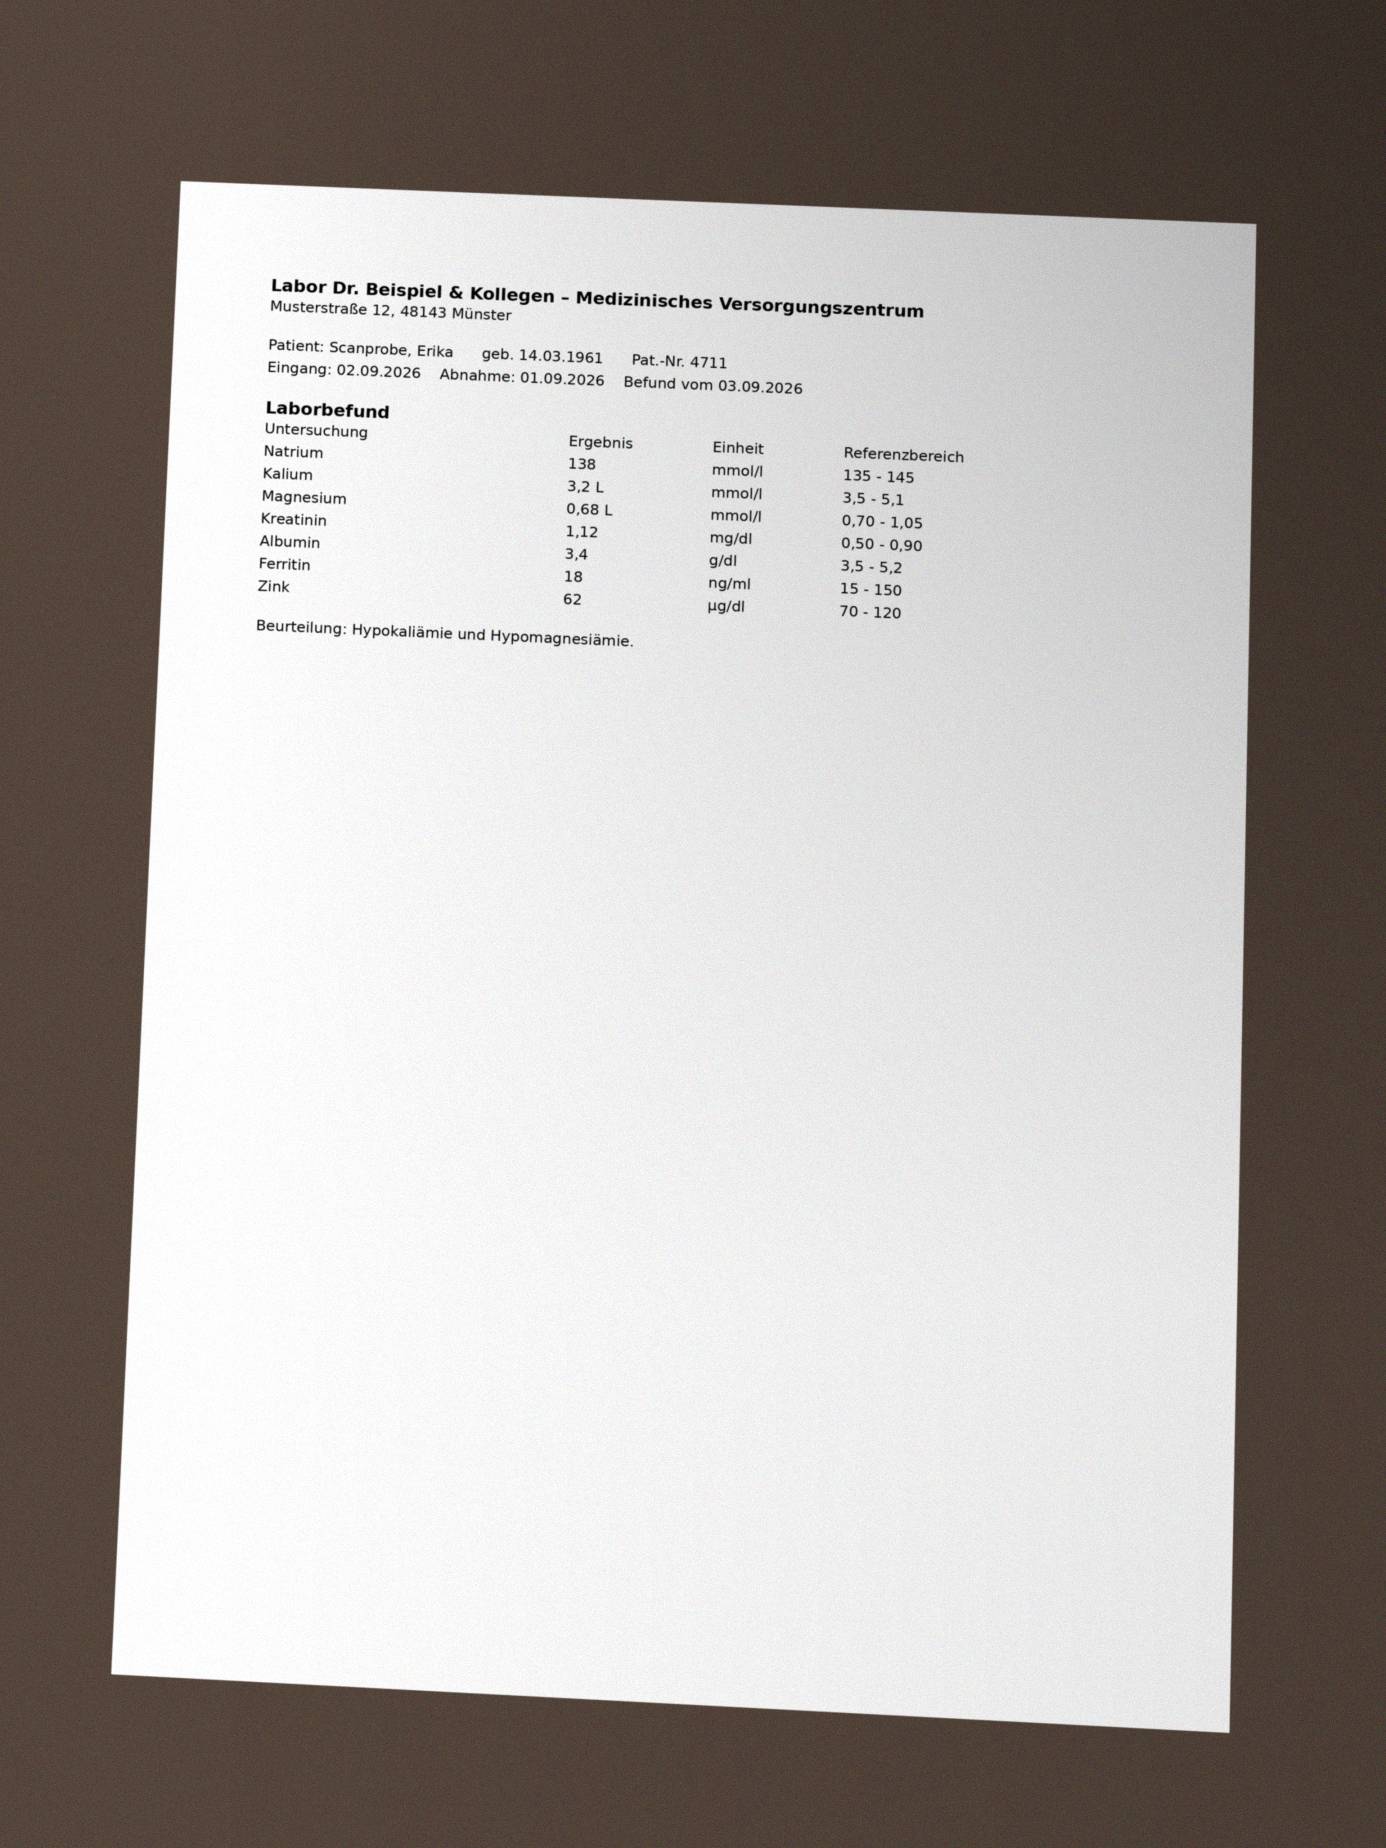 Labor Dr. Beispiel & Kollegen – Medizinisches Versorgungszentrum
Musterstraße 12, 48143 Münster
Patient: Scanprobe, Erika geb. 14.03.1961 Pat.-Nr. 4711
Eingang: 02.09.2026 Abnahme: 01.09.2026 Befund vom 03.09.2026
Laborbefund
Untersuchung Ergebnis Einheit Referenzbereich
Natrium 138 mmol/l 135 - 145
Kalium 3,2 L mmol/l 3,5 - 5,1
Magnesium 0,68 L mmol/l 0,70 - 1,05
Kreatinin 1,12 mg/dl 0,50 - 0,90
Albumin 3,4 g/dl 3,5 - 5,2
Ferritin 18 ng/ml 15 - 150
Zink 62 µg/dl 70 - 120
Beurteilung: Hypokaliämie und Hypomagnesiämie.